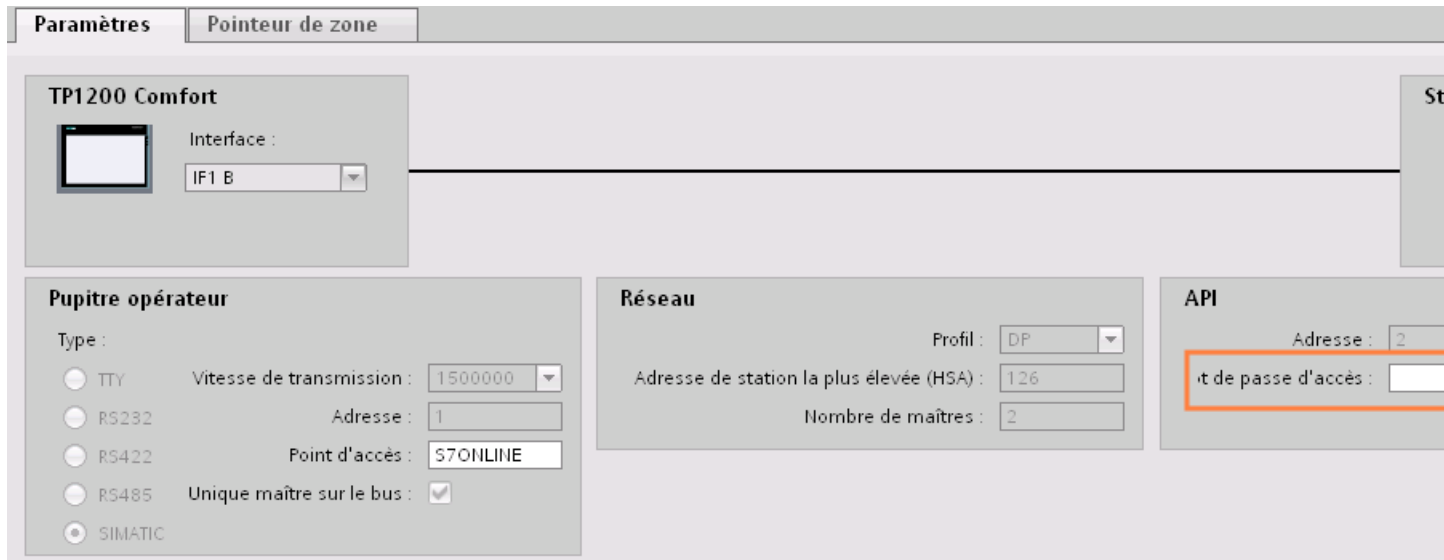 Paramètres
Pointeur de zone
TP1200 Comfort
Interface :
IF1 B
St
Pupitre opérateur
Type :
TTY
Vitesse de transmission : 1500000
RS232
Adresse : 1
RS422
Point d'accès : S7ONLINE
RS485
Unique maître sur le bus :
SIMATIC
Réseau
Profil : DP
Adresse de station la plus élevée (HSA) : 126
Nombre de maîtres : 2
API
Adresse : 2
t de passe d'accès :